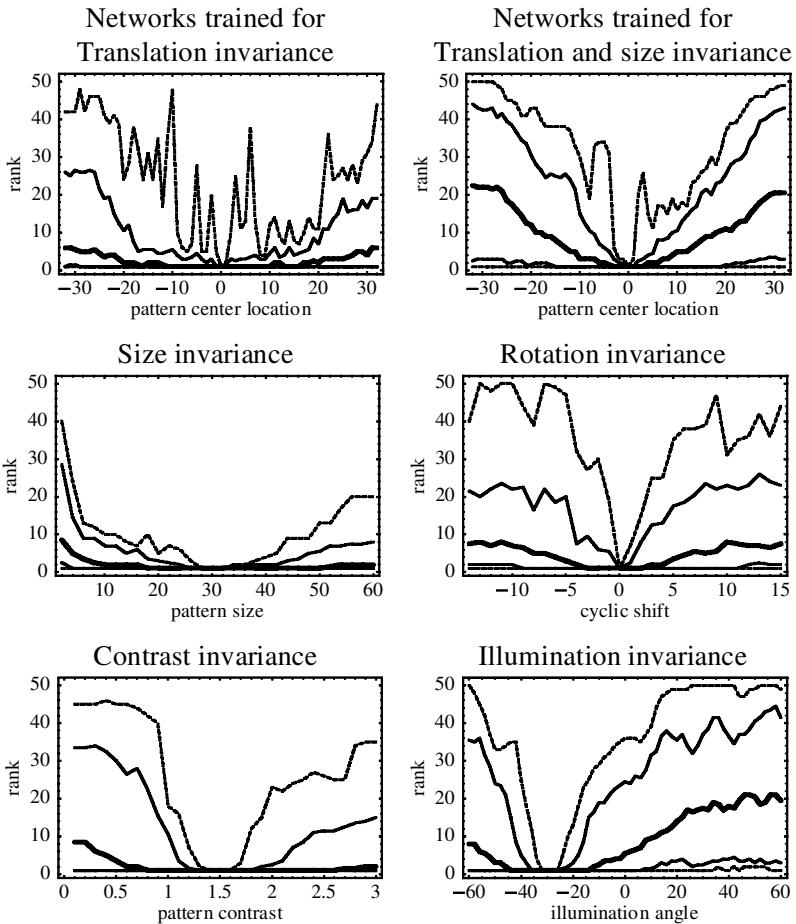 Networks trained for
Translation invariance
50
40
30
20
10
0
rank
−30 −20 −10 0 10 20 30
pattern center location
Networks trained for
Translation and size invariance
50
40
30
20
10
0
rank
−30 −20 −10 0 10 20 30
pattern center location
Size invariance
50
40
30
20
10
0
rank
10 20 30 40 50 60
pattern size
Rotation invariance
50
40
30
20
10
0
rank
−10 −5 0 5 10 15
cyclic shift
Contrast invariance
50
40
30
20
10
0
rank
0 0.5 1 1.5 2 2.5 3
pattern contrast
Illumination invariance
50
40
30
20
10
0
rank
−60 −40 −20 0 20 40 60
illumination angle